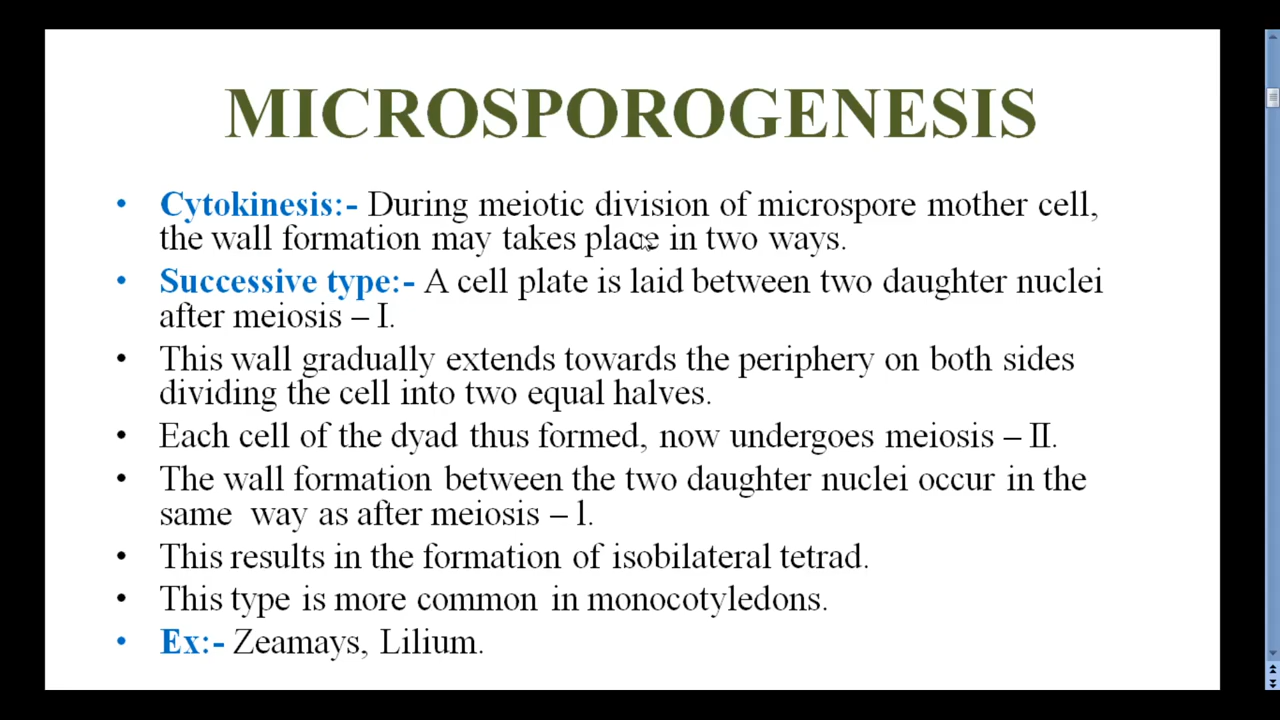 MICROSPOROGENESIS
• Cytokinesis:- During meiotic division of microspore mother cell,
the wall formation may takes place in two ways.
• Successive type:- A cell plate is laid between two daughter nuclei
after meiosis – I.
• This wall gradually extends towards the periphery on both sides
dividing the cell into two equal halves.
• Each cell of the dyad thus formed, now undergoes meiosis – II.
• The wall formation between the two daughter nuclei occur in the
same way as after meiosis – l.
• This results in the formation of isobilateral tetrad.
• This type is more common in monocotyledons.
• Ex:- Zeamays, Lilium.